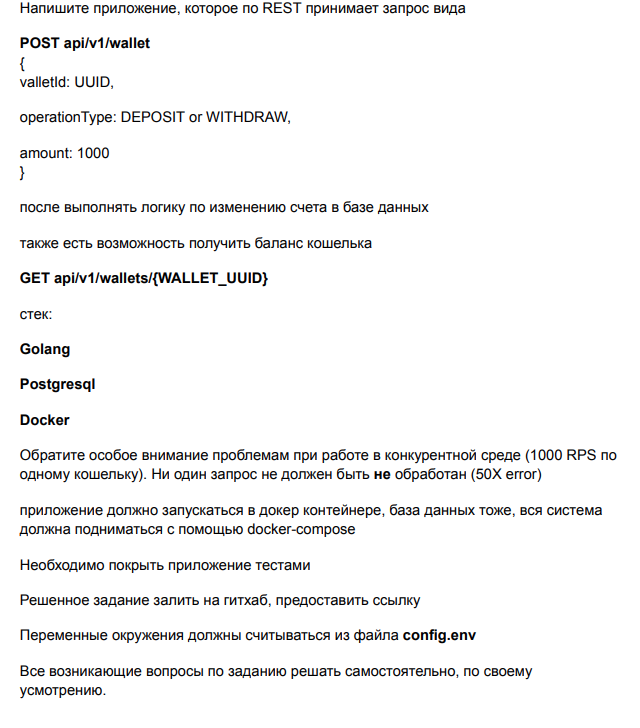 Напишите приложение, которое по REST принимает запрос вида
POST api/v1/wallet
{
valletId: UUID,
operationType: DEPOSIT or WITHDRAW,
amount: 1000
}
после выполнять логику по изменению счета в базе данных
также есть возможность получить баланс кошелька
GET api/v1/wallets/{WALLET_UUID}
стек:
Golang
Postgresql
Docker
Обратите особое внимание проблемам при работе в конкурентной среде (1000 RPS по
одному кошельку). Ни один запрос не должен быть не обработан (50X error)
приложение должно запускаться в докер контейнере, база данных тоже, вся система
должна подниматься с помощью docker-compose
Необходимо покрыть приложение тестами
Решенное задание залить на гитхаб, предоставить ссылку
Переменные окружения должны считываться из файла config.env
Все возникающие вопросы по заданию решать самостоятельно, по своему
усмотрению.